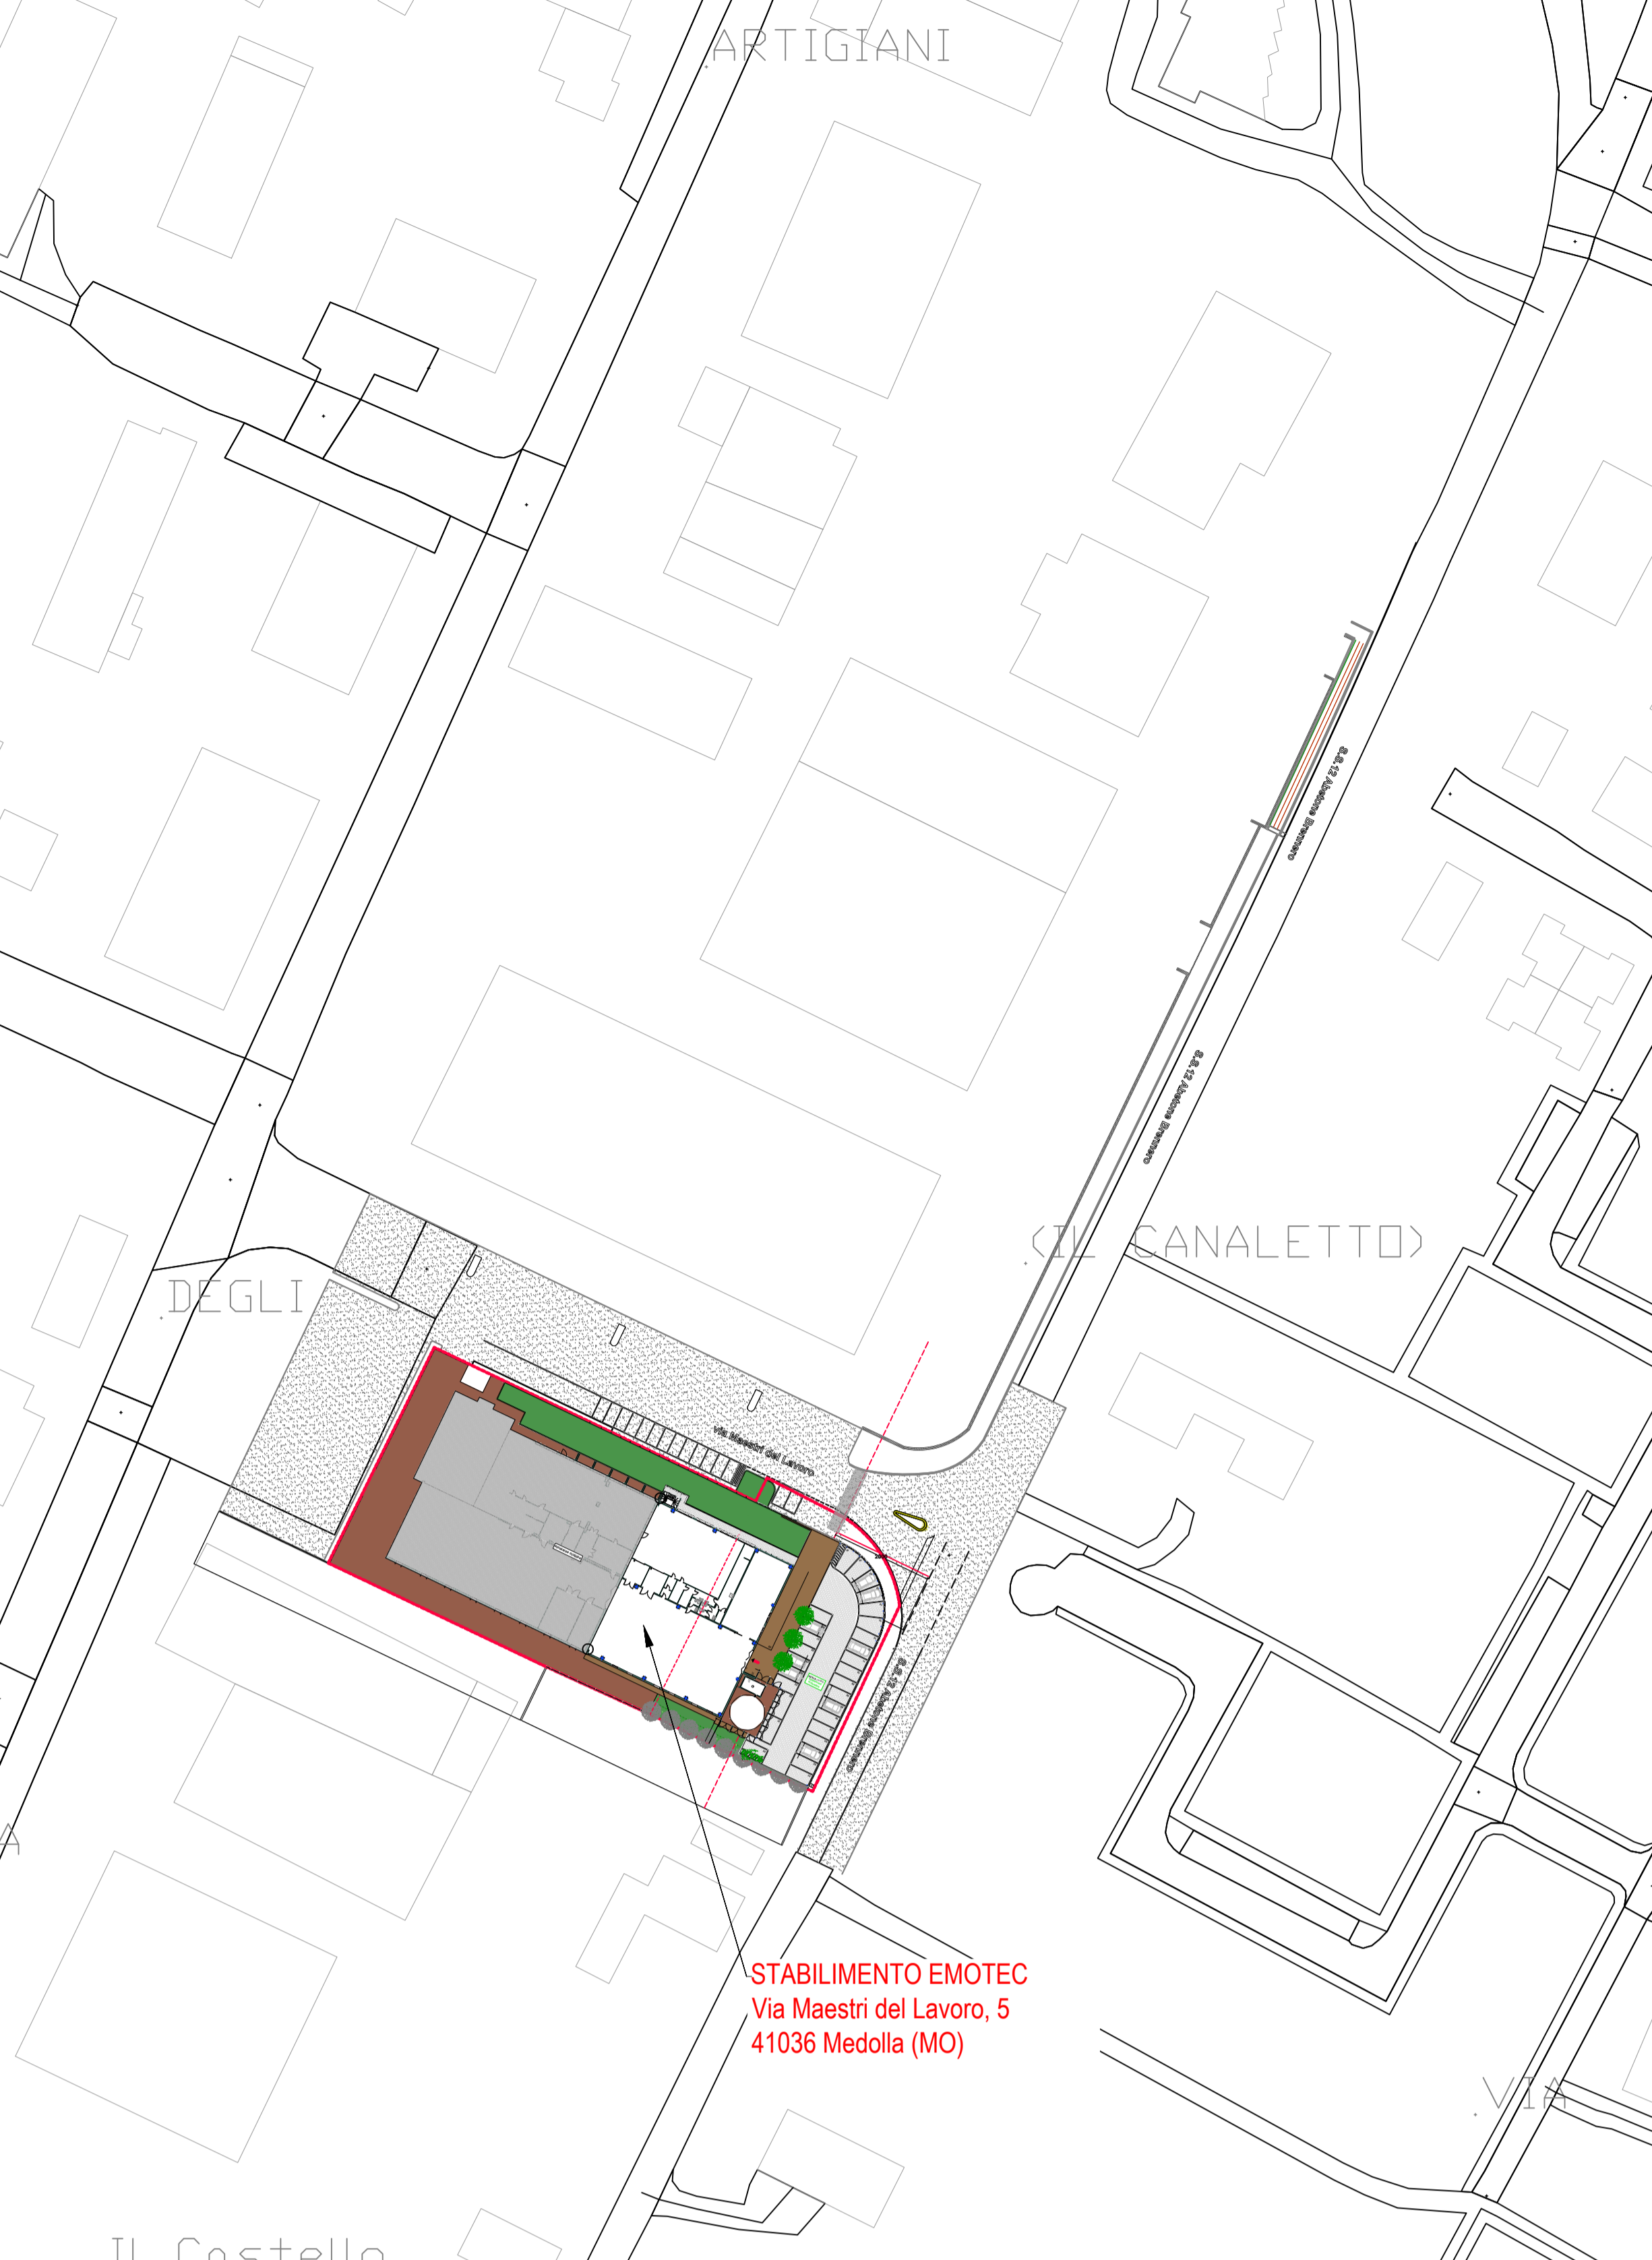 ARTIGIANI
S.S.12 Abetone Brennero
S.S.12 Abetone Brennero
(IL CANALETTO)
DEGLI
via Maestri del Lavoro
S.S.12 Abetone Brennero
A
STABILIMENTO EMOTEC
Via Maestri del Lavoro, 5
41036 Medolla (MO)
VIA
IL Castello